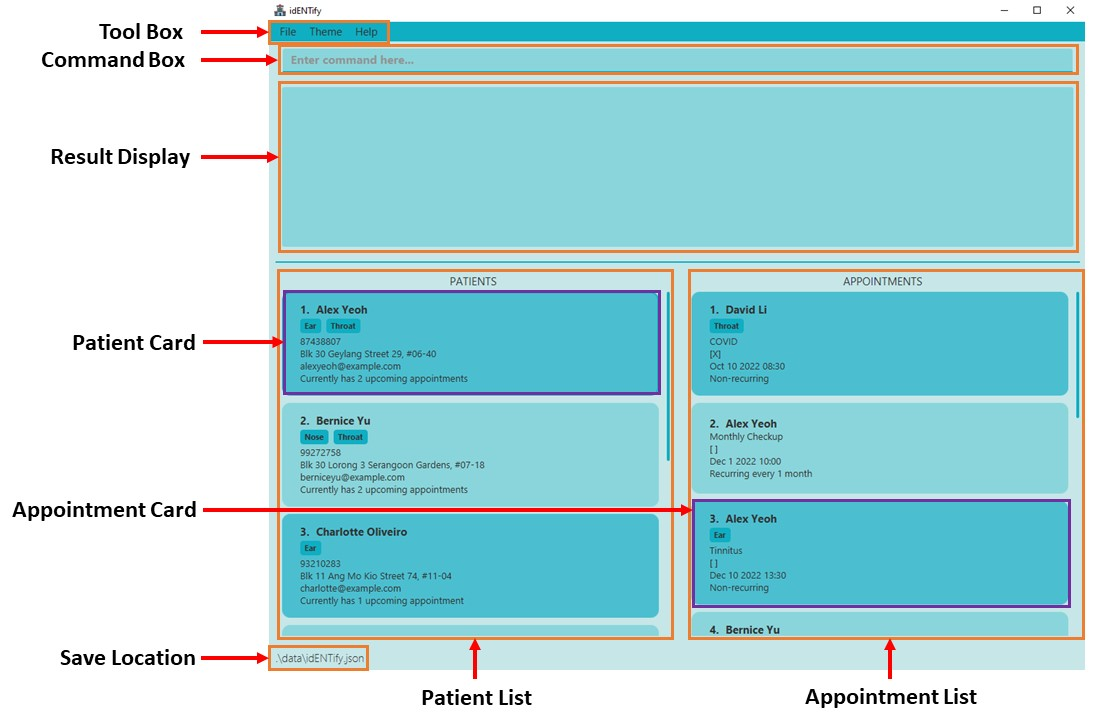 idENTify
Tool Box
File Theme Help
Command Box
Enter command here...
Result Display
PATIENTS
1. Alex Yeoh
Ear Throat
87438807
Blk 30 Geylang Street 29, #06-40
alexyeoh@example.com
Currently has 2 upcoming appointments
Patient Card
2. Bernice Yu
Nose Throat
99272758
Blk 30 Lorong 3 Serangoon Gardens, #07-18
berniceyu@example.com
Currently has 2 upcoming appointments
3. Charlotte Oliveiro
Ear
93210283
Blk 11 Ang Mo Kio Street 74, #11-04
charlotte@example.com
Currently has 1 upcoming appointment
APPOINTMENTS
1. David Li
Throat
COVID
[X]
Oct 10 2022 08:30
Non-recurring
2. Alex Yeoh
Monthly Checkup
[ ]
Dec 1 2022 10:00
Recurring every 1 month
Appointment Card
3. Alex Yeoh
Ear
Tinnitus
[ ]
Dec 10 2022 13:30
Non-recurring
4. Bernice Yu
Save Location
.\data\idENTify.json
Patient List
Appointment List